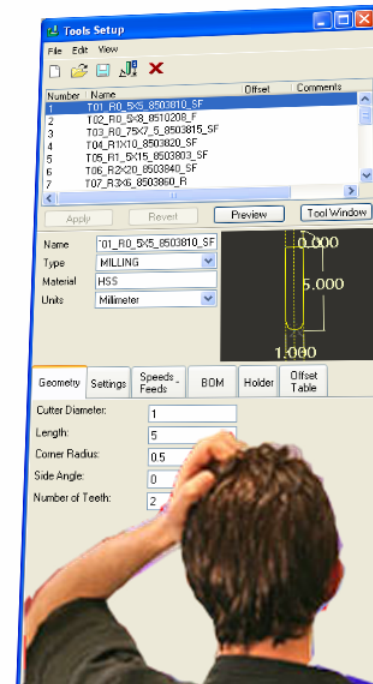 Tools Setup
File Edit View
Number Name Offset Comments
1 T01_R0_5X5_8503810_SF
2 T02_R0_5X8_8510208_F
3 T03_R0_75X7_5_8503815_SF
4 T04_R1X10_8503820_SF
5 T05_R1_5X15_8503803_SF
6 T06_R2X20_8503840_SF
7 T07_R3X6_8503860_R
Apply Revert Preview Tool Window
Name T01_R0_5X5_8503810_SF
Type MILLING
Material HSS
Units Millimeter
0.000
5.000
1.000
Geometry Settings Speeds Feeds BOM Holder Offset Table
Cutter Diameter: 1
Length: 5
Corner Radius: 0.5
Side Angle: 0
Number of Teeth: 2